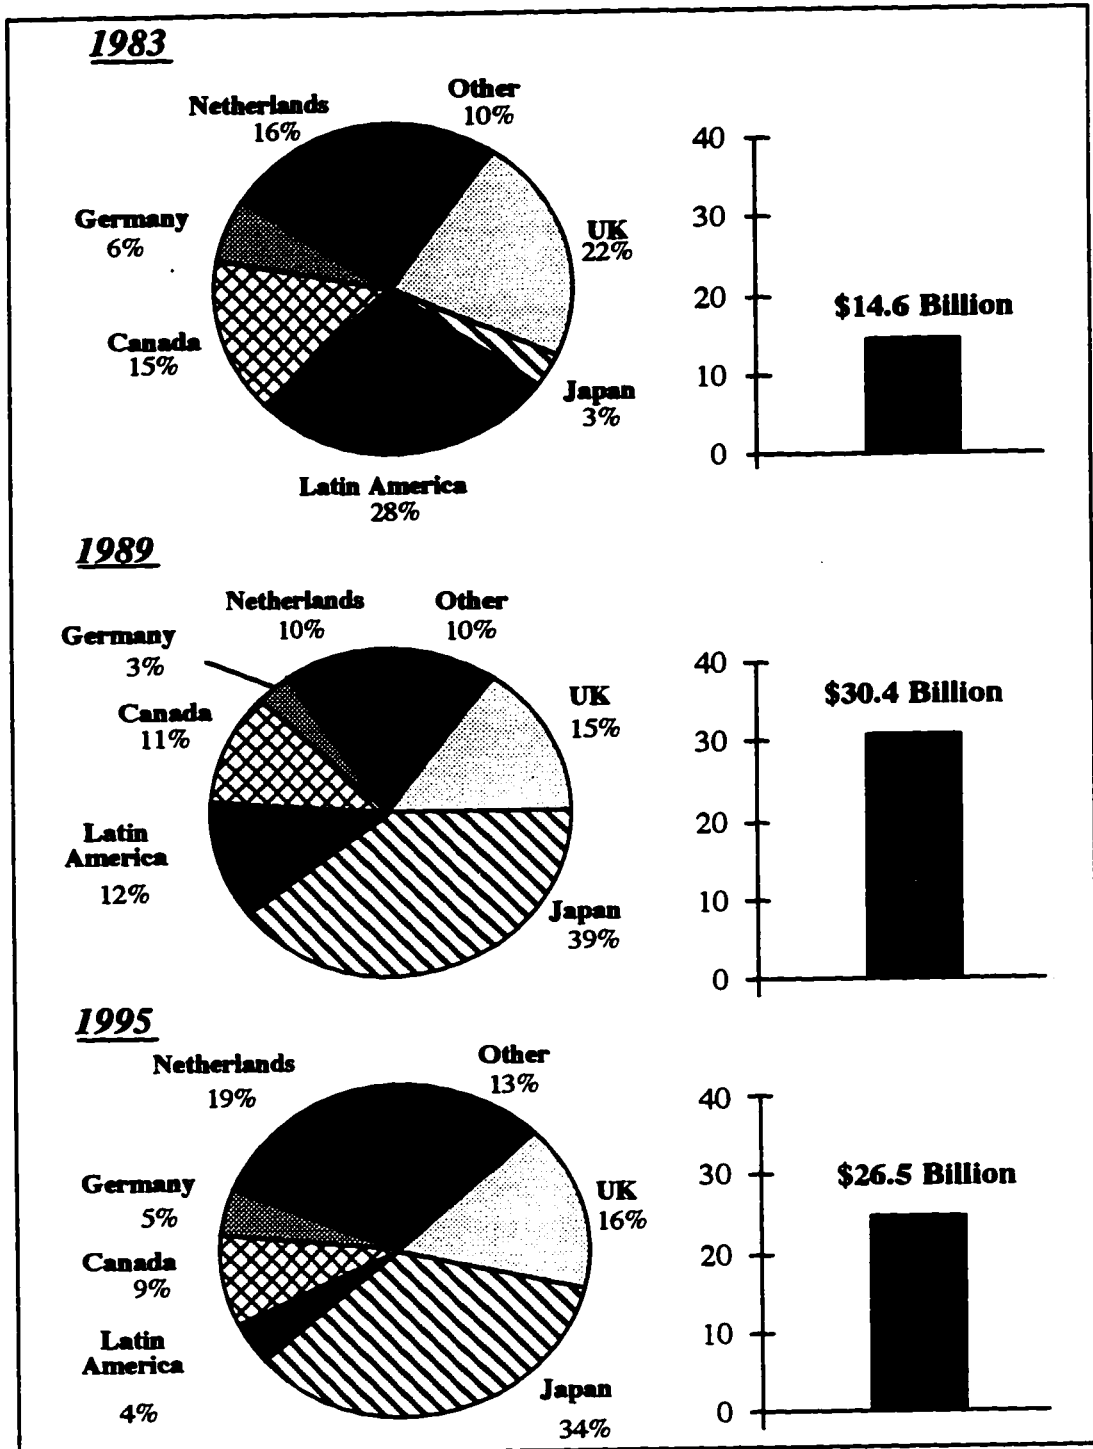 1983
Other
10%
Netherlands
16%
Germany
6%
UK
22%
Canada
15%
Japan
3%
Latin America
28%
40
30
20
10
0
$14.6 Billion
1989
Netherlands
10%
Other
10%
Germany
3%
Canada
11%
UK
15%
Latin
America
12%
Japan
39%
40
30
20
10
0
$30.4 Billion
1995
Netherlands
19%
Other
13%
Germany
5%
UK
16%
Canada
9%
Latin
America
4%
Japan
34%
40
30
20
10
0
$26.5 Billion